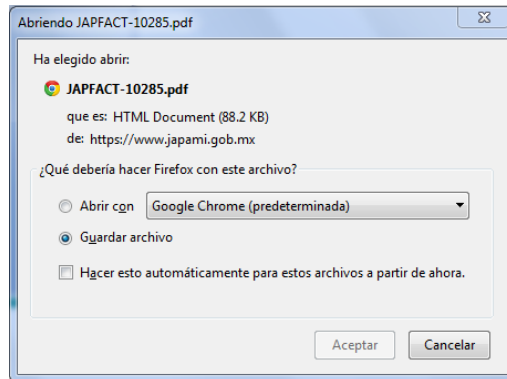 Abriendo JAPFACT-10285.pdf
Ha elegido abrir:
JAPFACT-10285.pdf
que es: HTML Document (88.2 KB)
de: https://www.japami.gob.mx
¿Qué debería hacer Firefox con este archivo?
Abrir con Google Chrome (predeterminada)
Guardar archivo
Hacer esto automáticamente para estos archivos a partir de ahora.
Aceptar Cancelar